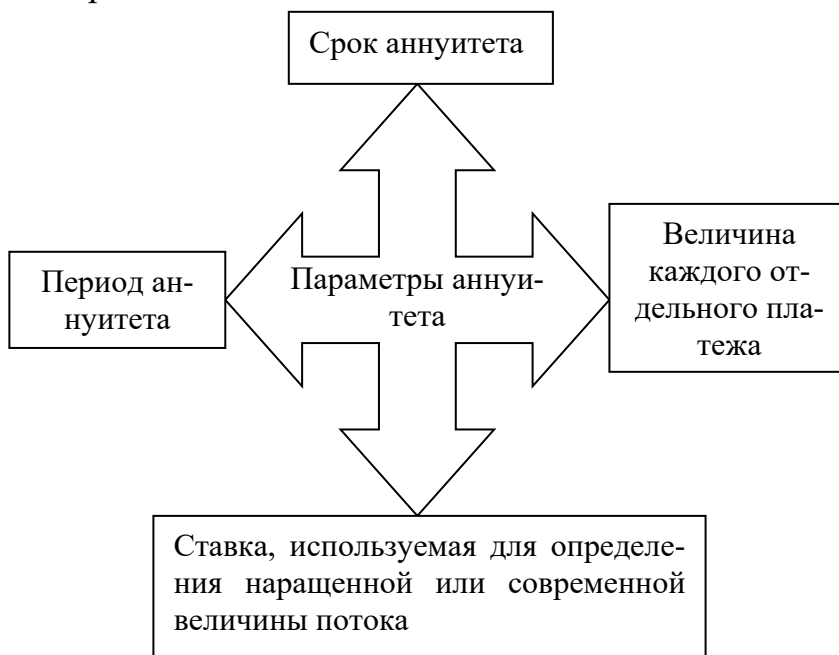 Срок аннуитета
Величина
каждого от-
дельного пла-
тежа
Период ан-
нуитета
Параметры аннуи-
тета
Ставка, используемая для определе-
ния наращенной или современной
величины потока